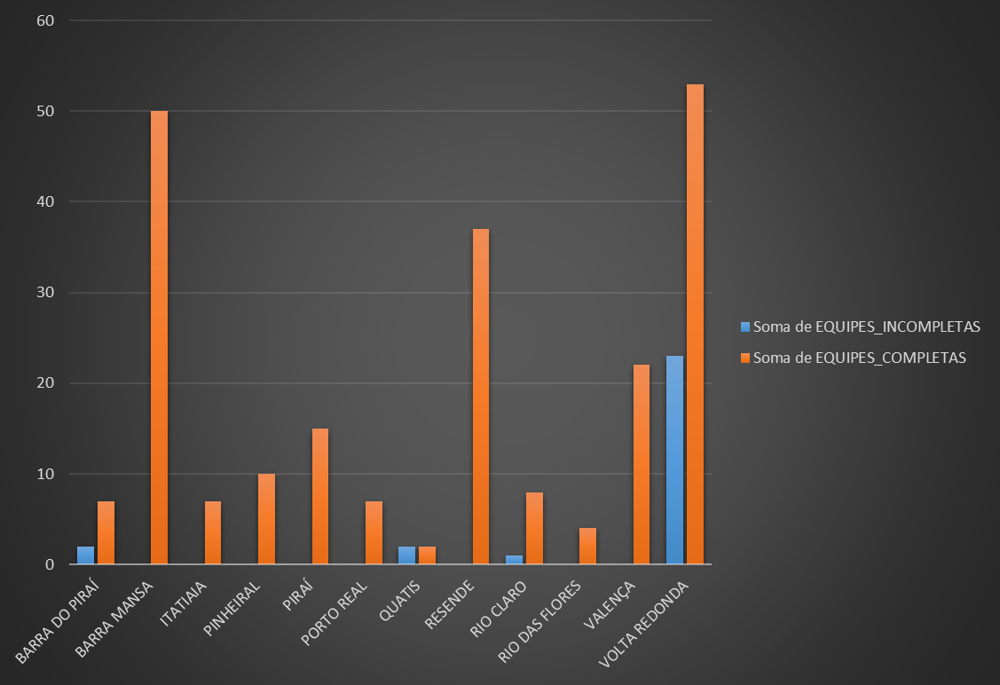 60
50
40
30
20
10
0
BARRA DO PIRAÍ
BARRA MANSA
ITATIAIA
PINHEIRAL
PIRAÍ
PORTO REAL
QUATIS
RESENDE
RIO CLARO
RIO DAS FLORES
VALENÇA
VOLTA REDONDA
Soma de EQUIPES_INCOMPLETAS
Soma de EQUIPES_COMPLETAS